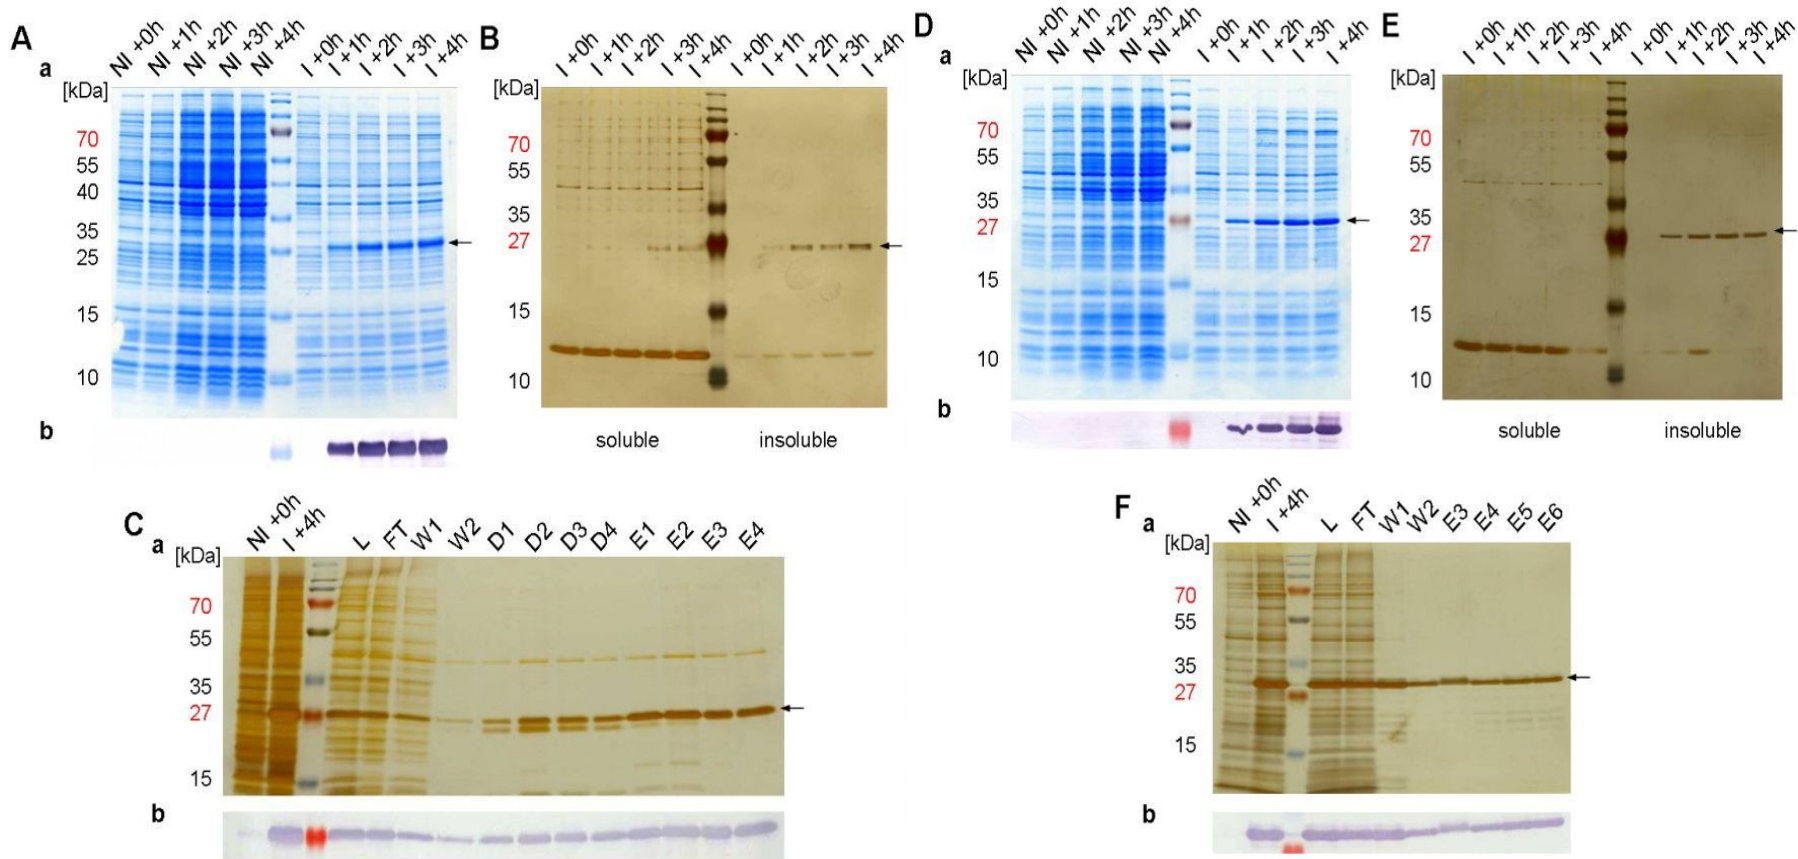 A
a
NI +0h NI +1h NI +2h NI +3h NI +4h I +0h I +1h I +2h I +3h I +4h
[kDa]
70
55
40
35
25
15
10
b
B
I +0h I +1h I +2h I +3h I +4h I +0h I +1h I +2h I +3h I +4h
[kDa]
70
55
35
27
15
10
soluble insoluble
D
a
NI +0h NI +1h NI +2h NI +3h NI +4h I +0h I +1h I +2h I +3h I +4h
[kDa]
70
55
35
27
15
10
b
E
I +0h I +1h I +2h I +3h I +4h I +0h I +1h I +2h I +3h I +4h
[kDa]
70
55
35
27
15
10
soluble insoluble
C
a
NI +0h I +4h L FT W1 W2 D1 D2 D3 D4 E1 E2 E3 E4
[kDa]
70
55
35
27
15
b
F
a
NI +0h I +4h L FT W1 W2 E3 E4 E5 E6
[kDa]
70
55
35
27
15
b